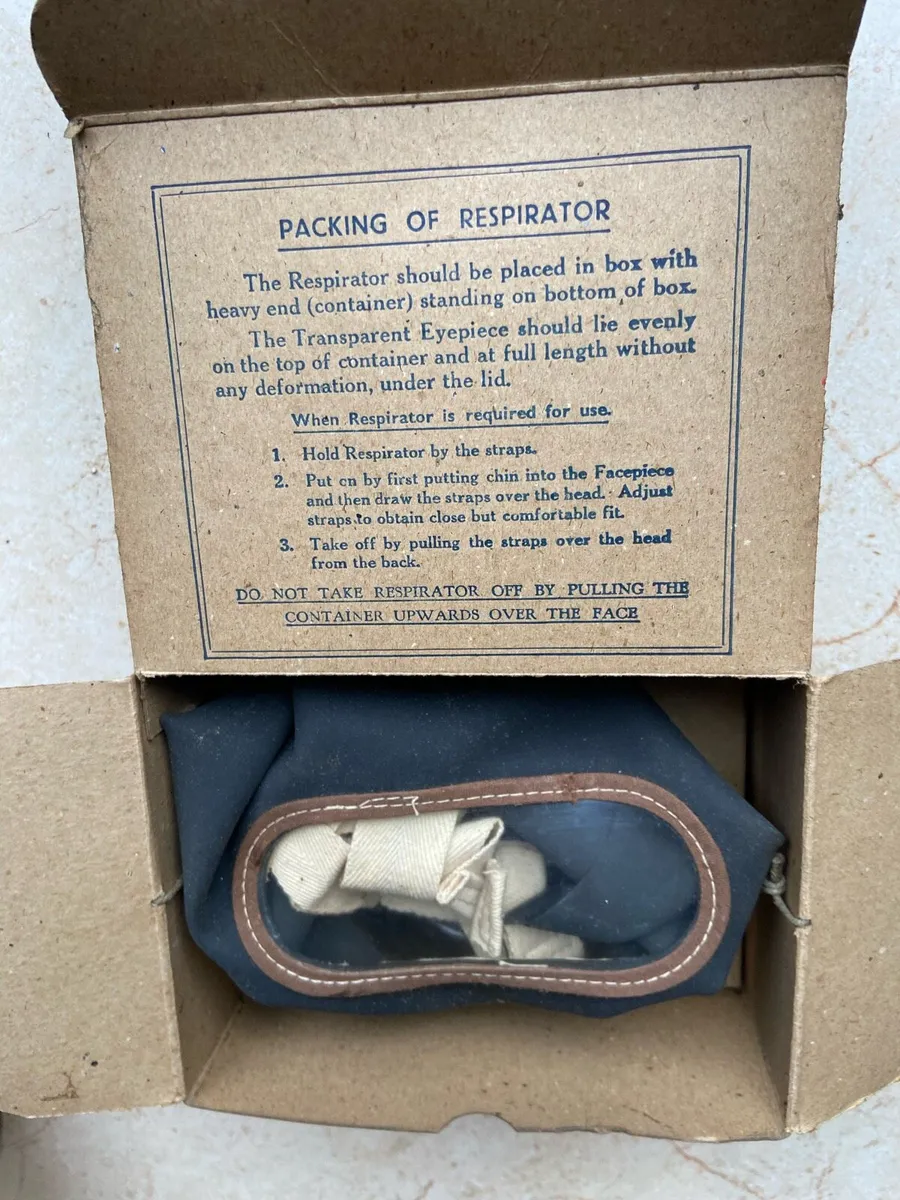 PACKING OF RESPIRATOR
The Respirator should be placed in box with
heavy end (container) standing on bottom of box.
The Transparent Eyepiece should lie evenly
on the top of container and at full length without
any deformation, under the lid.
When Respirator is required for use.
1. Hold Respirator by the straps.
2. Put on by first putting chin into the Facepiece
and then draw the straps over the head. Adjust
straps to obtain close but comfortable fit.
3. Take off by pulling the straps over the head
from the back.
DO NOT TAKE RESPIRATOR OFF BY PULLING THE
CONTAINER UPWARDS OVER THE FACE